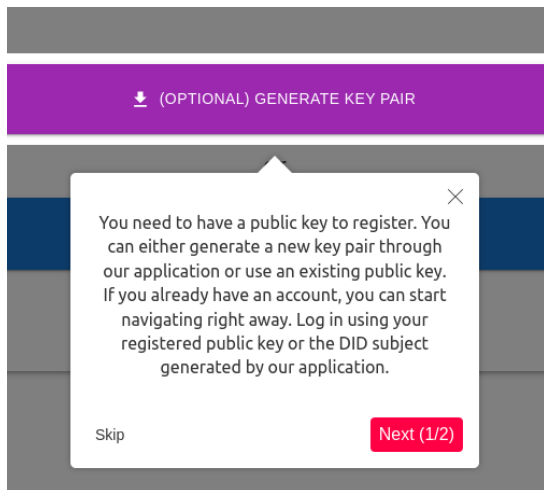 (OPTIONAL) GENERATE KEY PAIR
You need to have a public key to register. You
can either generate a new key pair through
our application or use an existing public key.
If you already have an account, you can start
navigating right away. Log in using your
registered public key or the DID subject
generated by our application.
Skip
Next (1/2)